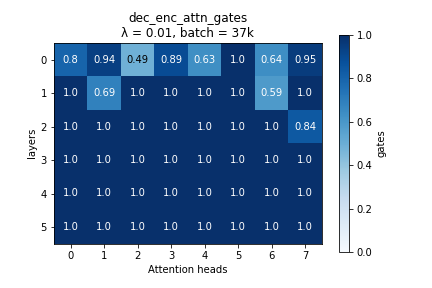 dec_enc_attn_gates
λ = 0.01, batch = 37k
0 0.8 0.94 0.49 0.89 0.63 1.0 0.64 0.95
1 1.0 0.69 1.0 1.0 1.0 1.0 0.59 1.0
2 1.0 1.0 1.0 1.0 1.0 1.0 1.0 0.84
3 1.0 1.0 1.0 1.0 1.0 1.0 1.0 1.0
4 1.0 1.0 1.0 1.0 1.0 1.0 1.0 1.0
5 1.0 1.0 1.0 1.0 1.0 1.0 1.0 1.0
0 1 2 3 4 5 6 7
Attention heads
layers
1.0
0.8
0.6
0.4
0.2
0.0
gates